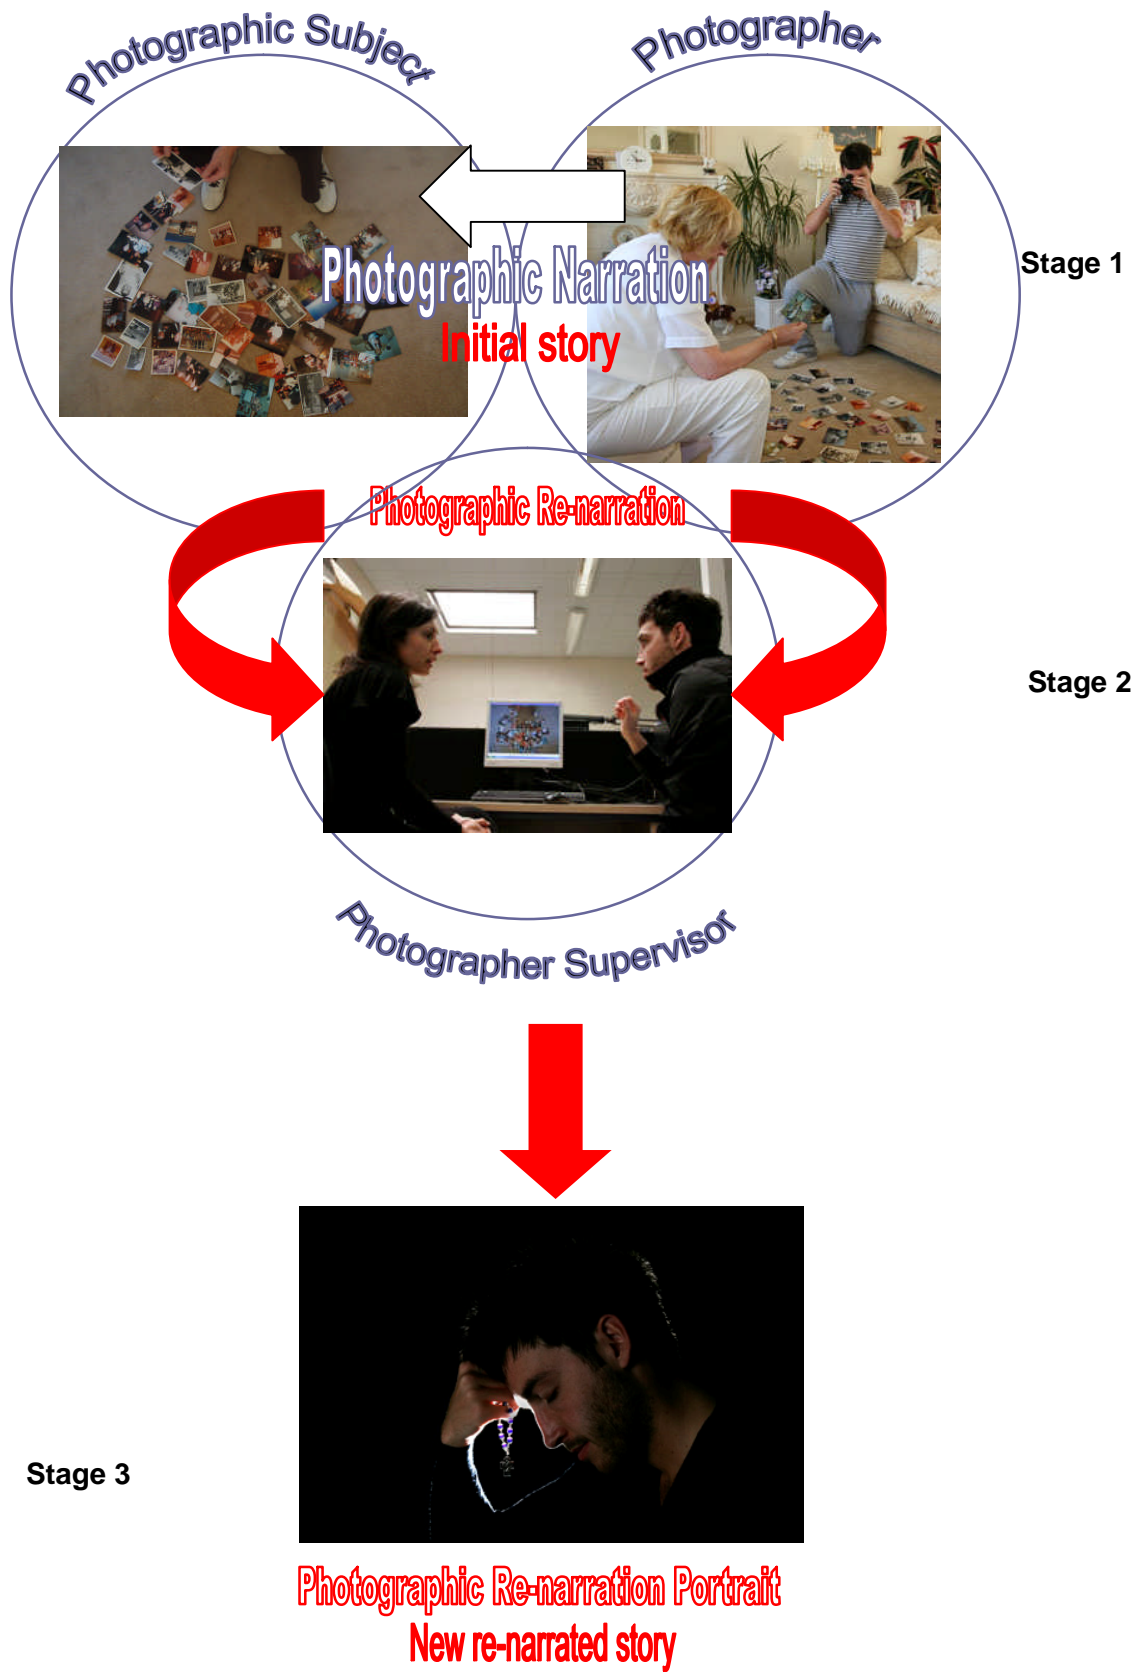 Photographic Subject
Photographer
Stage 1
Photographic Narration
Initial story
Photographic Re-narration
Stage 2
Photographer Supervisor
Stage 3
Photographic Re-narration Portrait
New re-narrated story